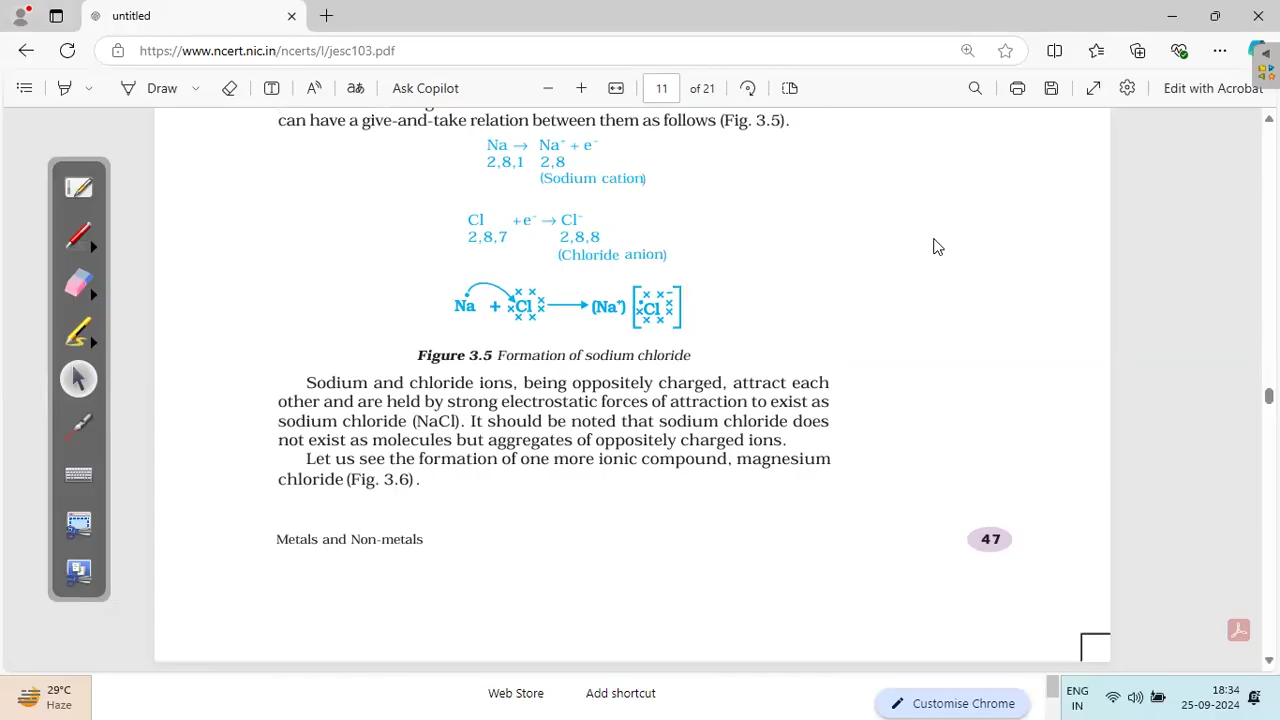 untitled
https://www.ncert.nic.in/ncerts/l/jesc103.pdf
Draw
Ask Copilot
11 of 21
Edit with Acrobat
can have a give-and-take relation between them as follows (Fig. 3.5).
Na → Na⁺ + e⁻
2,8,1 2,8
(Sodium cation)
Cl +e⁻ → Cl⁻
2,8,7 2,8,8
(Chloride anion)
Na + Cl → (Na⁺) [Cl]⁻
Figure 3.5 Formation of sodium chloride
Sodium and chloride ions, being oppositely charged, attract each
other and are held by strong electrostatic forces of attraction to exist as
sodium chloride (NaCl). It should be noted that sodium chloride does
not exist as molecules but aggregates of oppositely charged ions.
Let us see the formation of one more ionic compound, magnesium
chloride (Fig. 3.6).
Metals and Non-metals
47
29°C
Haze
Web Store
Add shortcut
Customise Chrome
ENG
IN
18:34
25-09-2024